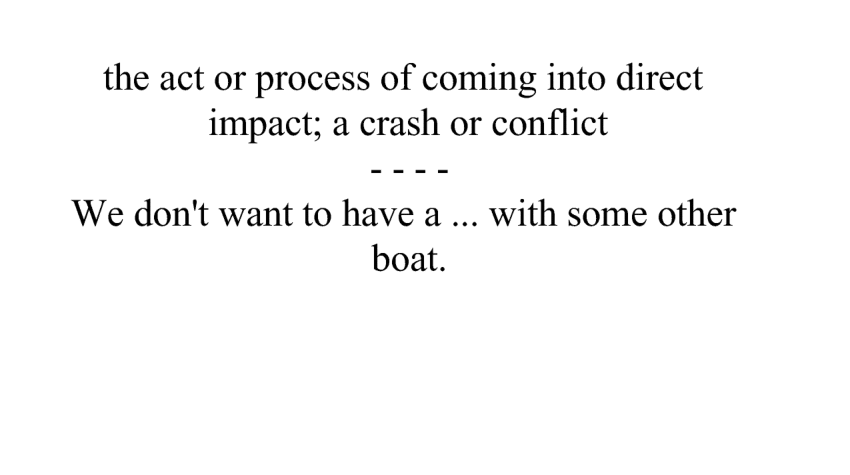 the act or process of coming into direct
impact; a crash or conflict
- - - -
We don't want to have a ... with some other
boat.